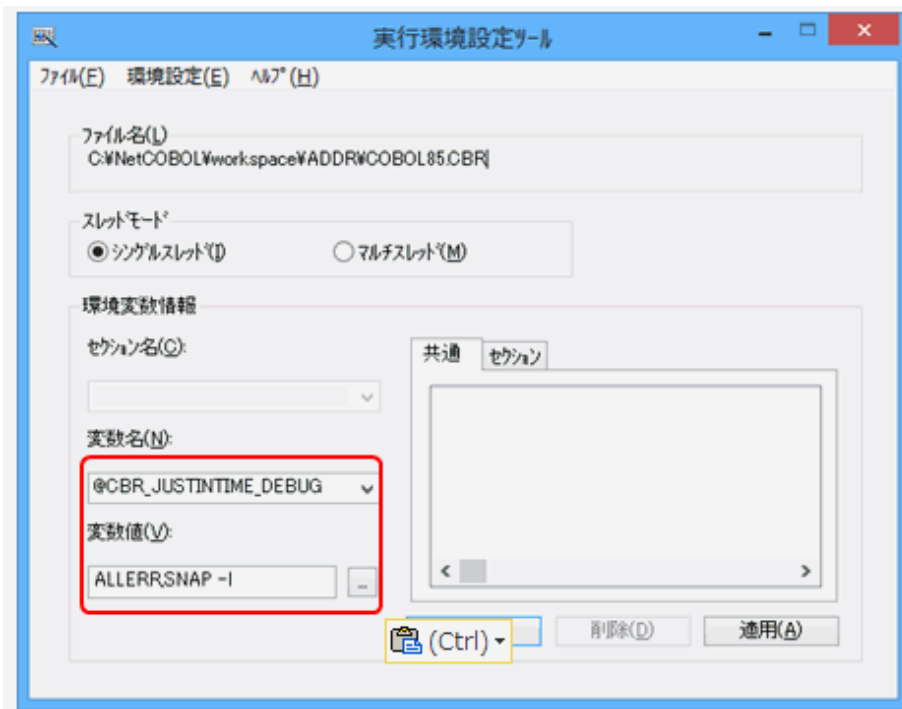 実行環境設定ツール
ファイル(F) 環境設定(E) ヘルプ(H)
ファイル名(L)
C:¥NetCOBOL¥workspace¥ADDR¥COBOL85.CBR
スレッドモード
シングルスレッド(I) マルチスレッド(M)
環境変数情報
セクション名(C):
共通 セクション
変数名(N):
@CBR_JUSTINTIME_DEBUG
変数値(V):
ALLERR,SNAP -I
...
削除(D) 適用(A)
(Ctrl)